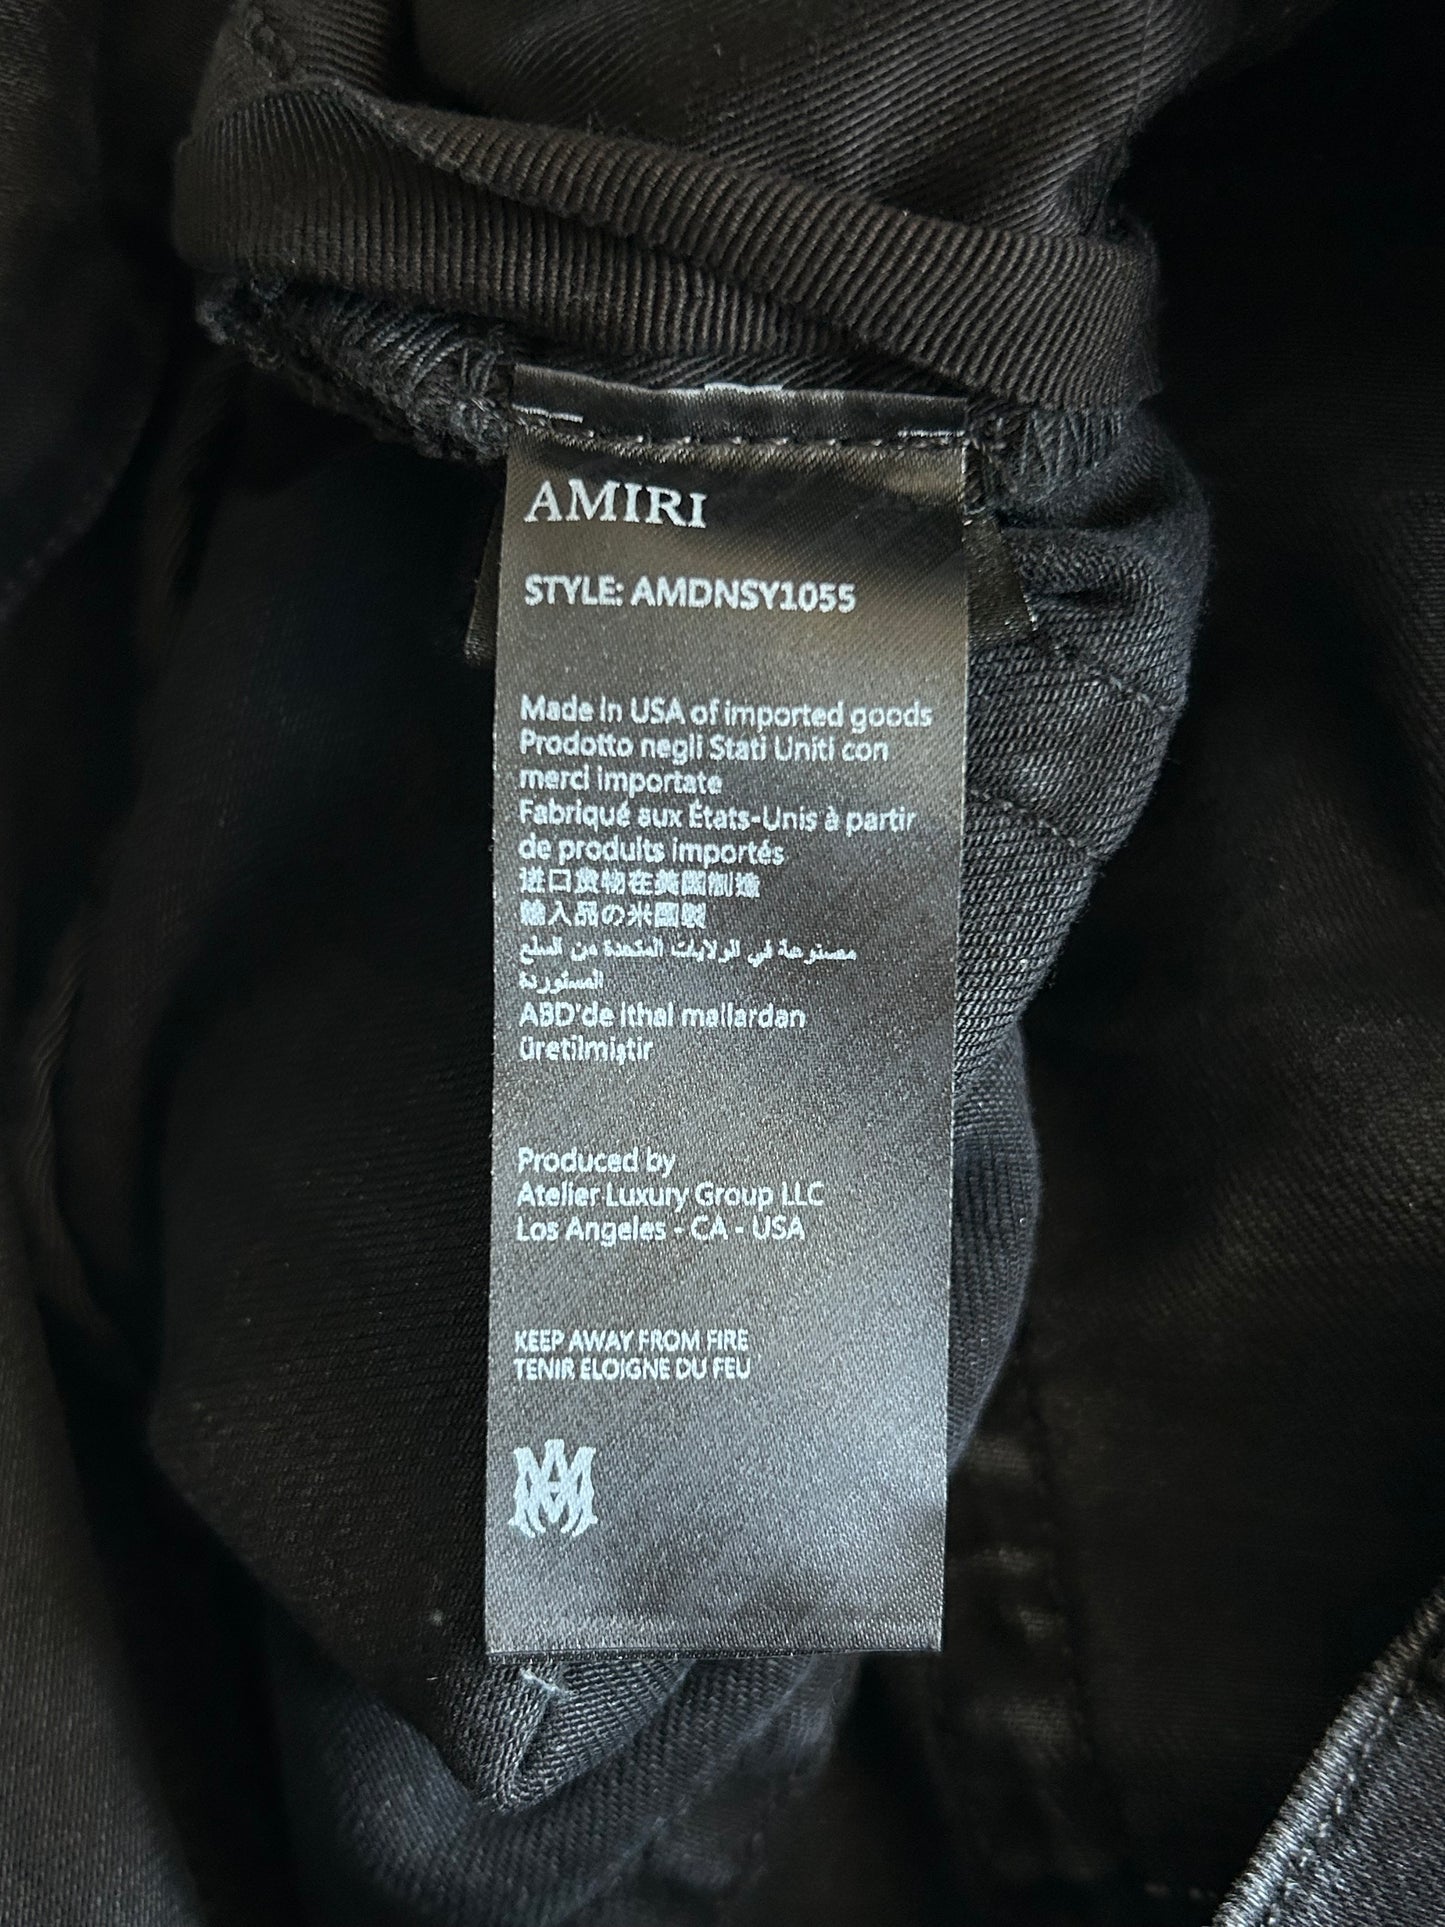 AMIRI
STYLE: AMDNSY1055
Made in USA of imported goods
Prodotto negli Stati Uniti con
merci importate
Fabriqué aux États-Unis à partir
de produits importés
进口货物在美國制造
輸入品の米國製
مصنوعة في الولايات المتحدة من السلع
المستوردة
ABD'de ithal mallardan
üretilmiştir
Produced by
Atelier Luxury Group LLC
Los Angeles - CA - USA
KEEP AWAY FROM FIRE
TENIR ELOIGNE DU FEU